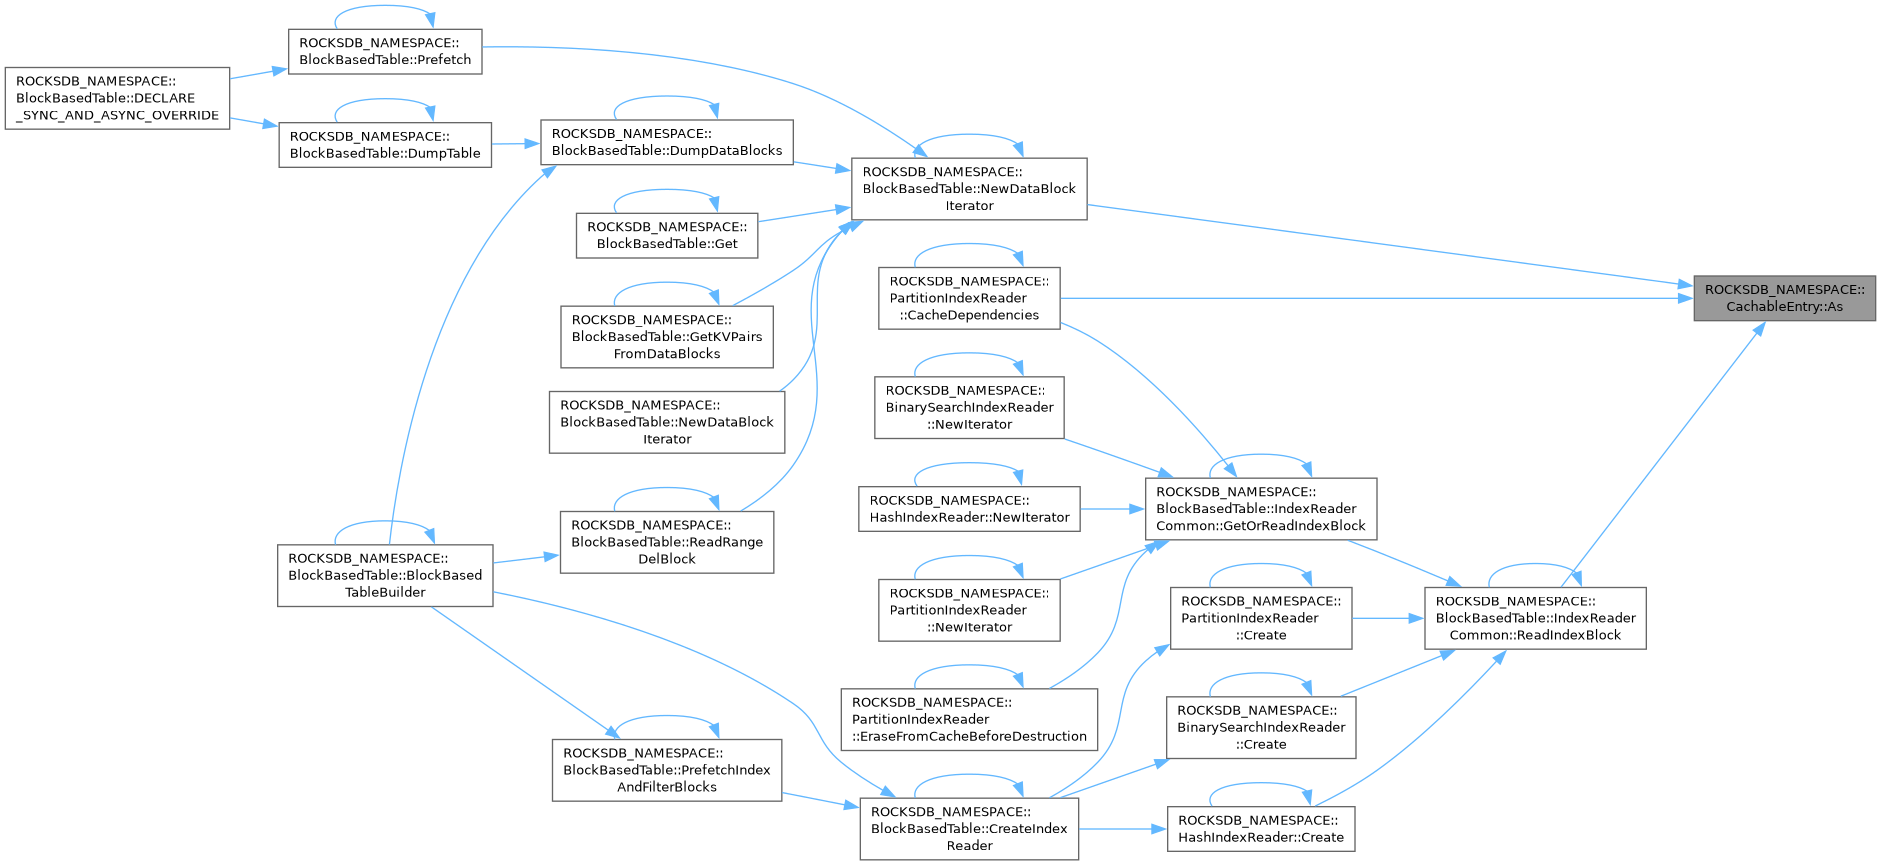 ROCKSDB_NAMESPACE::
BlockBasedTable::Prefetch
ROCKSDB_NAMESPACE::
BlockBasedTable::DECLARE
_SYNC_AND_ASYNC_OVERRIDE
ROCKSDB_NAMESPACE::
BlockBasedTable::DumpTable
ROCKSDB_NAMESPACE::
BlockBasedTable::DumpDataBlocks
ROCKSDB_NAMESPACE::
BlockBasedTable::NewDataBlock
Iterator
ROCKSDB_NAMESPACE::
BlockBasedTable::Get
ROCKSDB_NAMESPACE::
PartitionIndexReader
::CacheDependencies
ROCKSDB_NAMESPACE::
CachableEntry::As
ROCKSDB_NAMESPACE::
BlockBasedTable::GetKVPairs
FromDataBlocks
ROCKSDB_NAMESPACE::
BinarySearchIndexReader
::NewIterator
ROCKSDB_NAMESPACE::
BlockBasedTable::NewDataBlock
Iterator
ROCKSDB_NAMESPACE::
HashIndexReader::NewIterator
ROCKSDB_NAMESPACE::
BlockBasedTable::IndexReader
Common::GetOrReadIndexBlock
ROCKSDB_NAMESPACE::
BlockBasedTable::ReadRange
DelBlock
ROCKSDB_NAMESPACE::
BlockBasedTable::BlockBased
TableBuilder
ROCKSDB_NAMESPACE::
PartitionIndexReader
::NewIterator
ROCKSDB_NAMESPACE::
PartitionIndexReader
::Create
ROCKSDB_NAMESPACE::
BlockBasedTable::IndexReader
Common::ReadIndexBlock
ROCKSDB_NAMESPACE::
PartitionIndexReader
::EraseFromCacheBeforeDestruction
ROCKSDB_NAMESPACE::
BinarySearchIndexReader
::Create
ROCKSDB_NAMESPACE::
BlockBasedTable::PrefetchIndex
AndFilterBlocks
ROCKSDB_NAMESPACE::
BlockBasedTable::CreateIndex
Reader
ROCKSDB_NAMESPACE::
HashIndexReader::Create